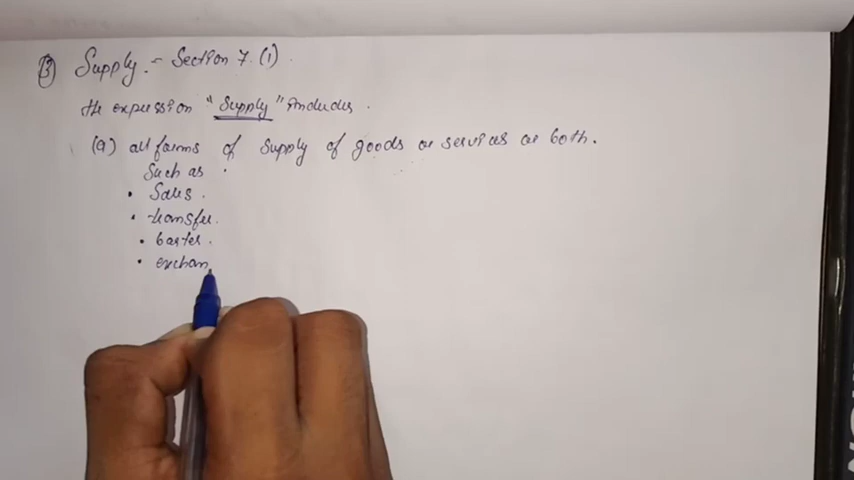 B Supply :- Section 7 (1).
the expression "Supply" includes.
(a) all forms of supply of goods or services or both.
Such as
• Sales.
• transfer.
• barter.
• exchan